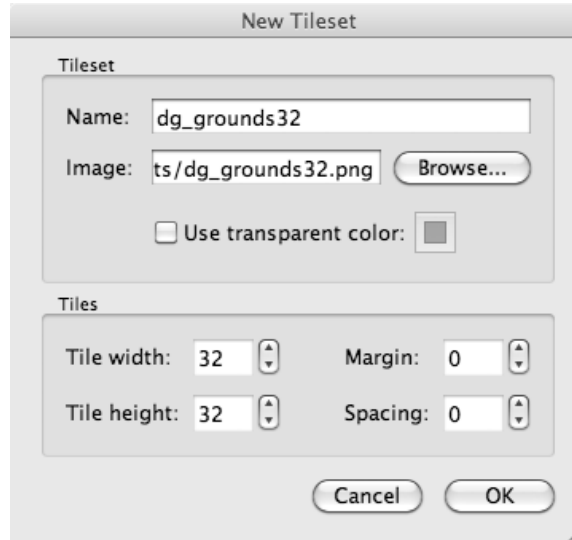 New Tileset
Tileset
Name: dg_grounds32
Image: ts/dg_grounds32.png Browse...
Use transparent color:
Tiles
Tile width: 32 Margin: 0
Tile height: 32 Spacing: 0
Cancel OK